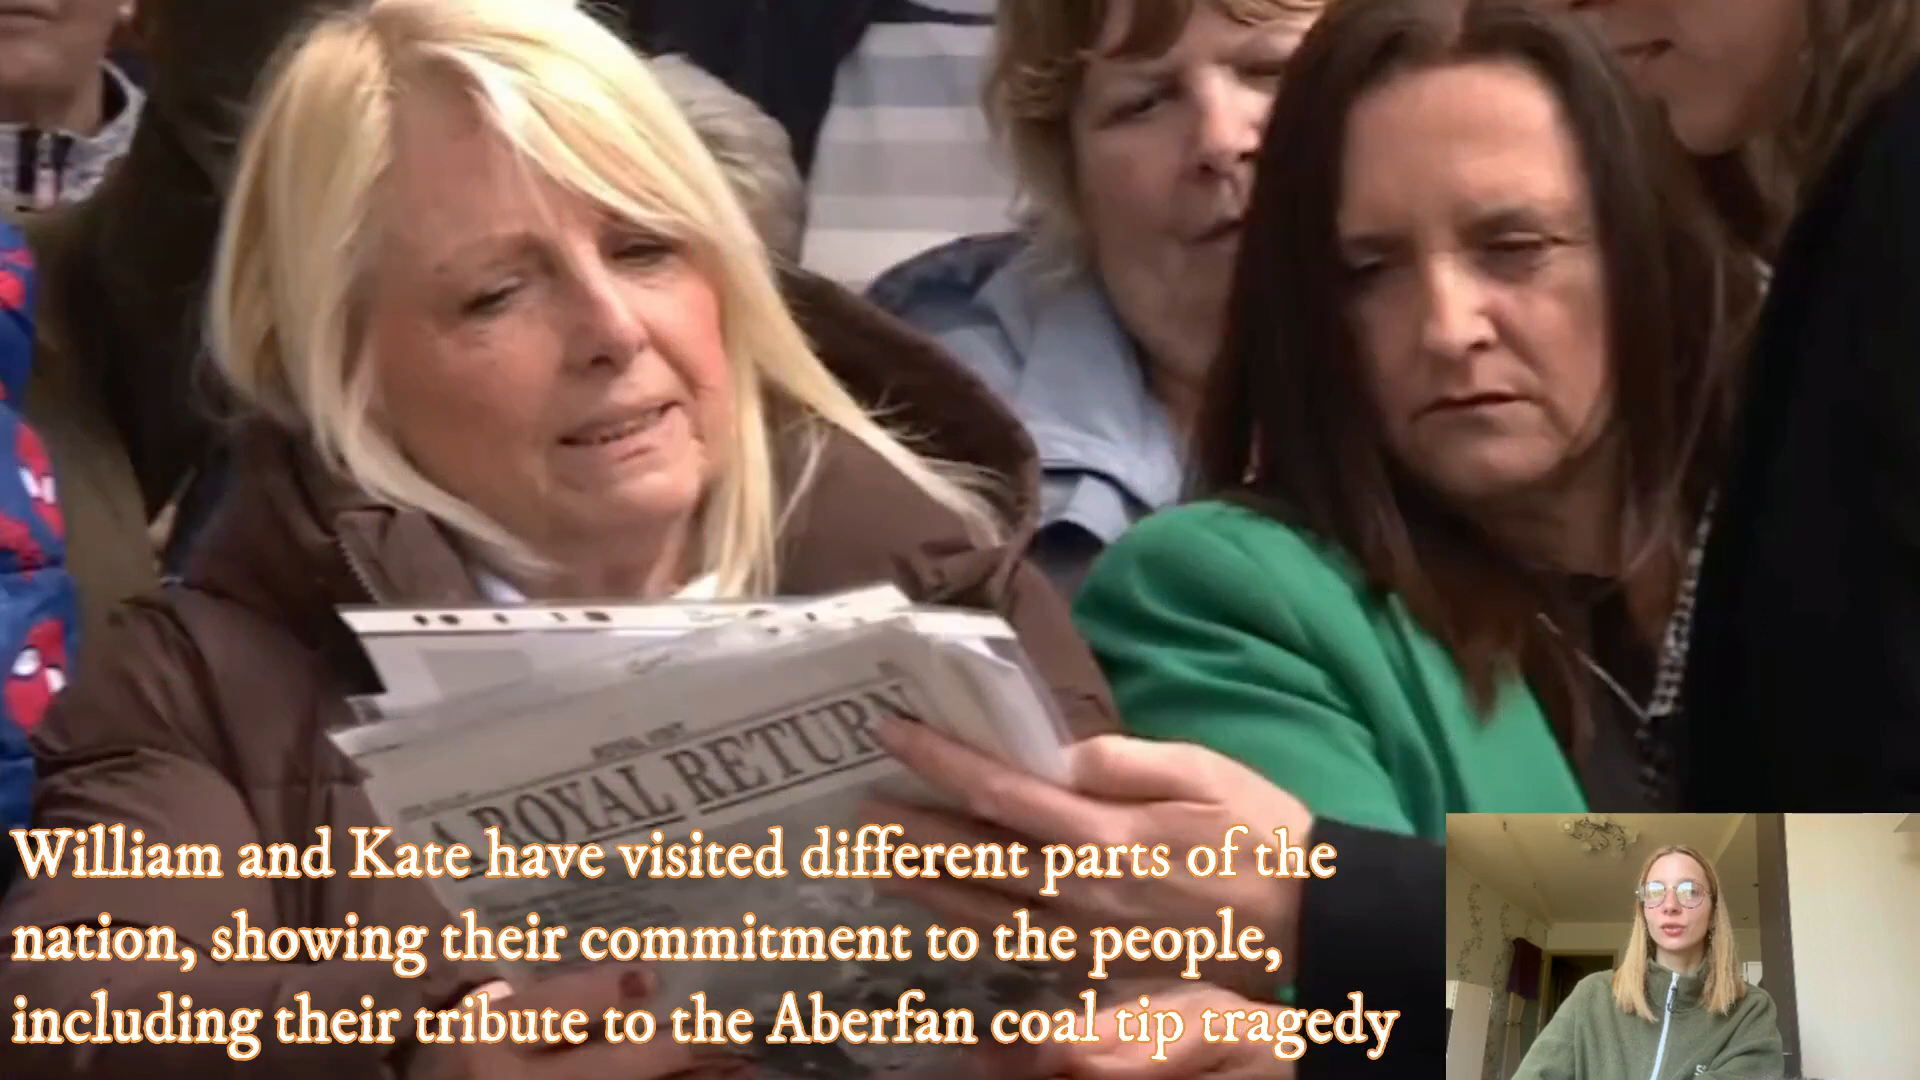 A ROYAL RETURN
William and Kate have visited different parts of the
nation, showing their commitment to the people,
including their tribute to the Aberfan coal tip tragedy